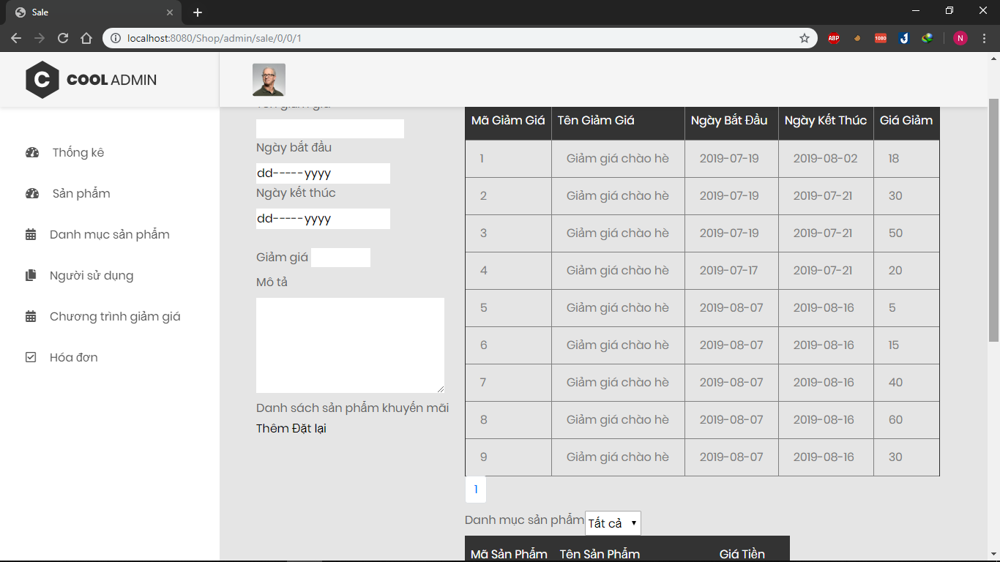 Sale
localhost:8080/Shop/admin/sale/0/0/1
ABP
1080
N
C COOL ADMIN
Thống kê
Sản phẩm
Danh mục sản phẩm
Người sử dụng
Chương trình giảm giá
Hóa đơn
Tên giảm giá
Ngày bắt đầu
dd-----yyyy
Ngày kết thúc
dd-----yyyy
Giảm giá
Mô tả
Danh sách sản phẩm khuyến mãi
Thêm Đặt lại
Mã Giảm Giá Tên Giảm Giá Ngày Bắt Đầu Ngày Kết Thúc Giá Giảm
1 Giảm giá chào hè 2019-07-19 2019-08-02 18
2 Giảm giá chào hè 2019-07-19 2019-07-21 30
3 Giảm giá chào hè 2019-07-19 2019-07-21 50
4 Giảm giá chào hè 2019-07-17 2019-07-21 20
5 Giảm giá chào hè 2019-08-07 2019-08-16 5
6 Giảm giá chào hè 2019-08-07 2019-08-16 15
7 Giảm giá chào hè 2019-08-07 2019-08-16 40
8 Giảm giá chào hè 2019-08-07 2019-08-16 60
9 Giảm giá chào hè 2019-08-07 2019-08-16 30
1
Danh mục sản phẩm Tất cả
Mã Sản Phẩm Tên Sản Phẩm Giá Tiền